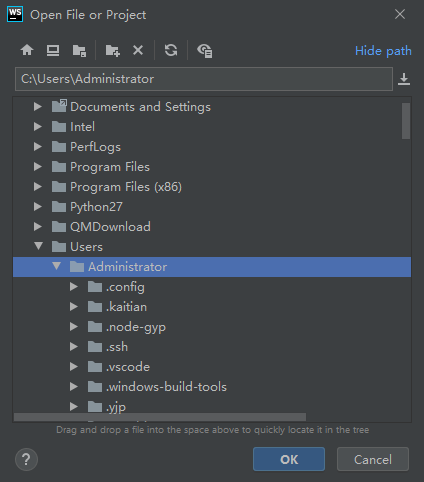 WS Open File or Project
Hide path
C:\Users\Administrator
Documents and Settings
Intel
PerfLogs
Program Files
Program Files (x86)
Python27
QMDownload
Users
Administrator
.config
.kaitian
.node-gyp
.ssh
.vscode
.windows-build-tools
.yjp
Drag and drop a file into the space above to quickly locate it in the tree
? OK Cancel